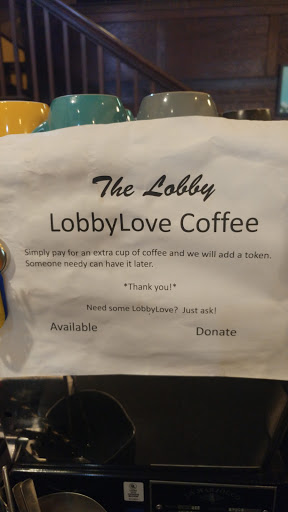 The Lobby
LobbyLove Coffee
Simply pay for an extra cup of coffee and we will add a token.
Someone needy can have it later.
*Thank you!*
Need some LobbyLove? Just ask!
Available Donate